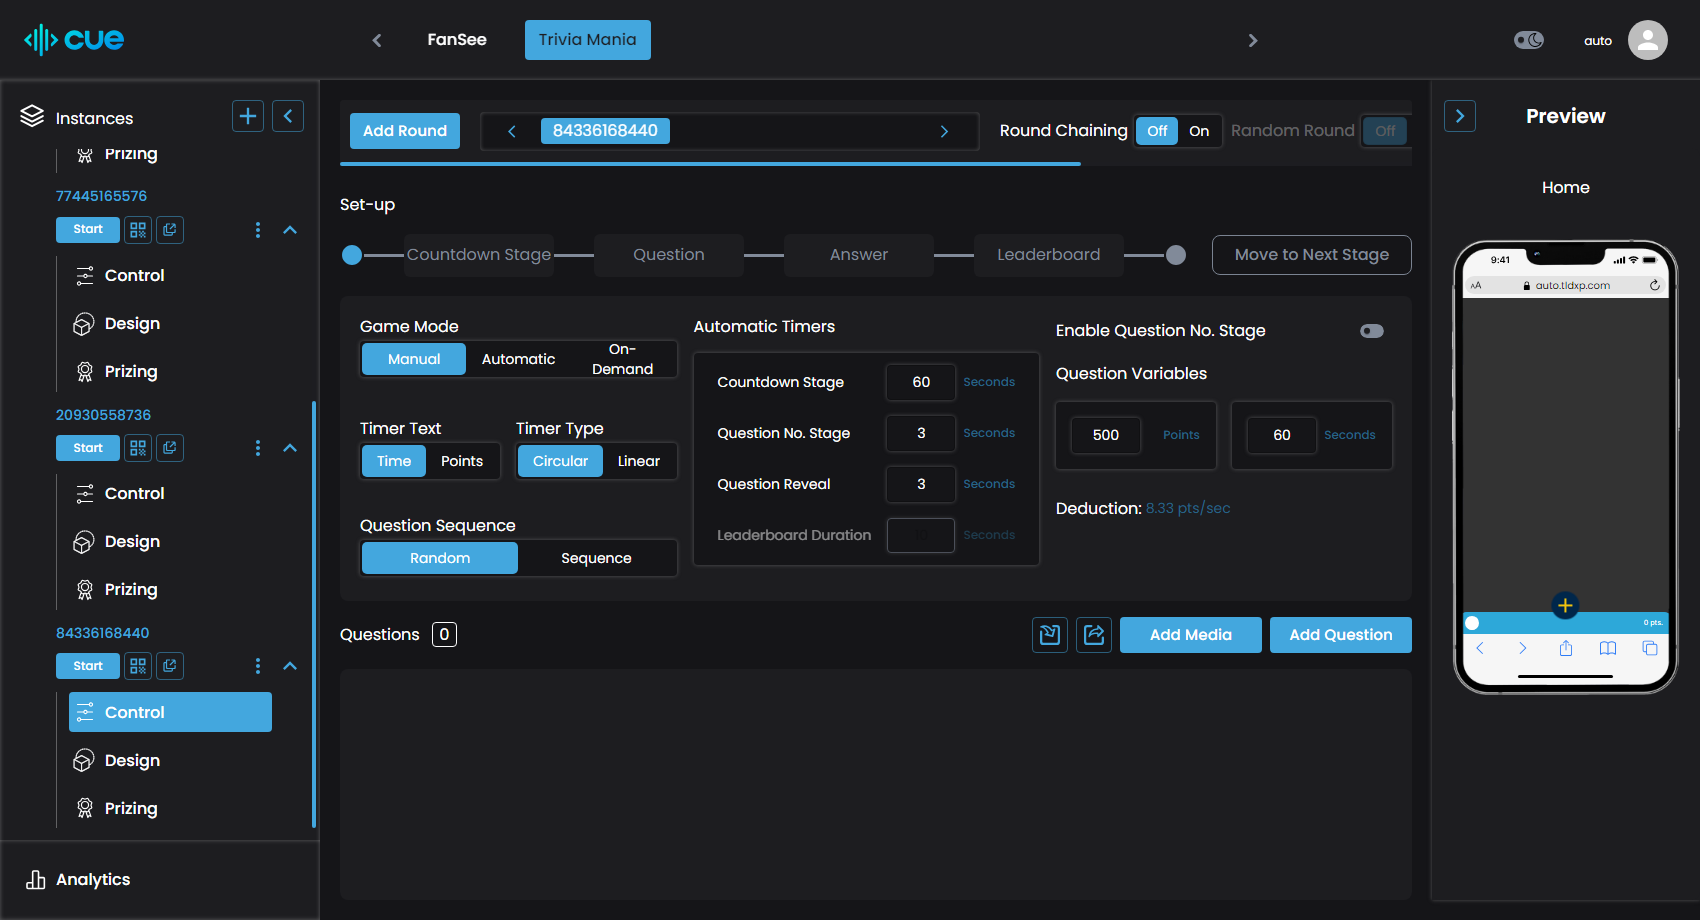 cue
FanSee
Trivia Mania
auto
Instances
Prizing
77445165576
Start
Control
Design
Prizing
20930558736
Start
Control
Design
Prizing
84336168440
Start
Control
Design
Prizing
Analytics
Add Round
84336168440
Round Chaining
Off
On
Random Round
Off
Set-up
Countdown Stage
Question
Answer
Leaderboard
Move to Next Stage
Game Mode
Manual
Automatic
On-
Demand
Timer Text
Time
Points
Timer Type
Circular
Linear
Question Sequence
Random
Sequence
Automatic Timers
Countdown Stage
60
Seconds
Question No. Stage
3
Seconds
Question Reveal
3
Seconds
Leaderboard Duration
Seconds
Enable Question No. Stage
Question Variables
500
Points
60
Seconds
Deduction: 8.33 pts/sec
Questions
0
Add Media
Add Question
Preview
Home
9:41
AA
auto.tldxp.com
0 pts.